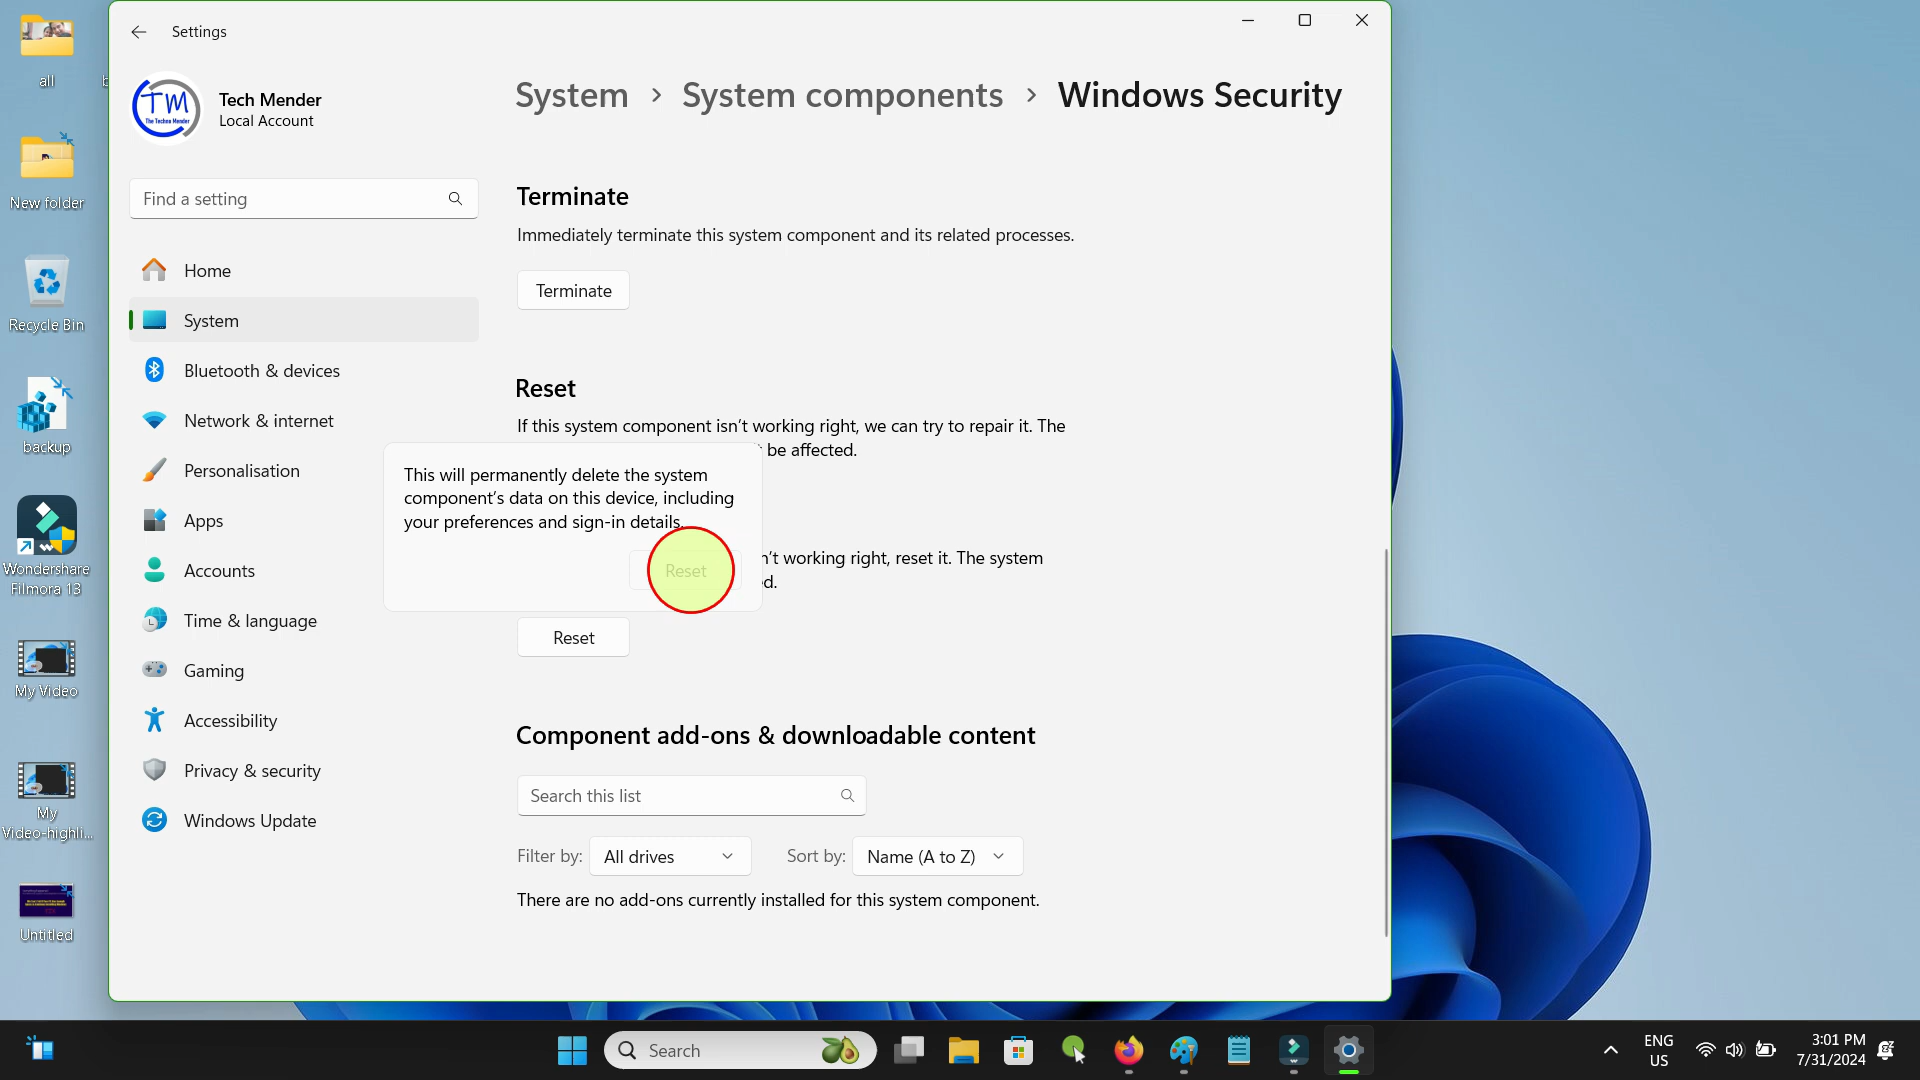 all
New folder
Recycle Bin
backup
Wondershare
Filmora 13
My Video
My
Video-highli...
Untitled
Settings
TM
The Techno Mender
Tech Mender
Local Account
Find a setting
Home
System
Bluetooth & devices
Network & internet
Personalisation
Apps
Accounts
Time & language
Gaming
Accessibility
Privacy & security
Windows Update
System > System components > Windows Security
Terminate
Immediately terminate this system component and its related processes.
Terminate
Reset
If this system component isn't working right, we can try to repair it. The
be affected.
This will permanently delete the system
component's data on this device, including
your preferences and sign-in details.
Reset
n't working right, reset it. The system
ed.
Reset
Component add-ons & downloadable content
Search this list
Filter by: All drives Sort by: Name (A to Z)
There are no add-ons currently installed for this system component.
Search
ENG
US
3:01 PM
7/31/2024